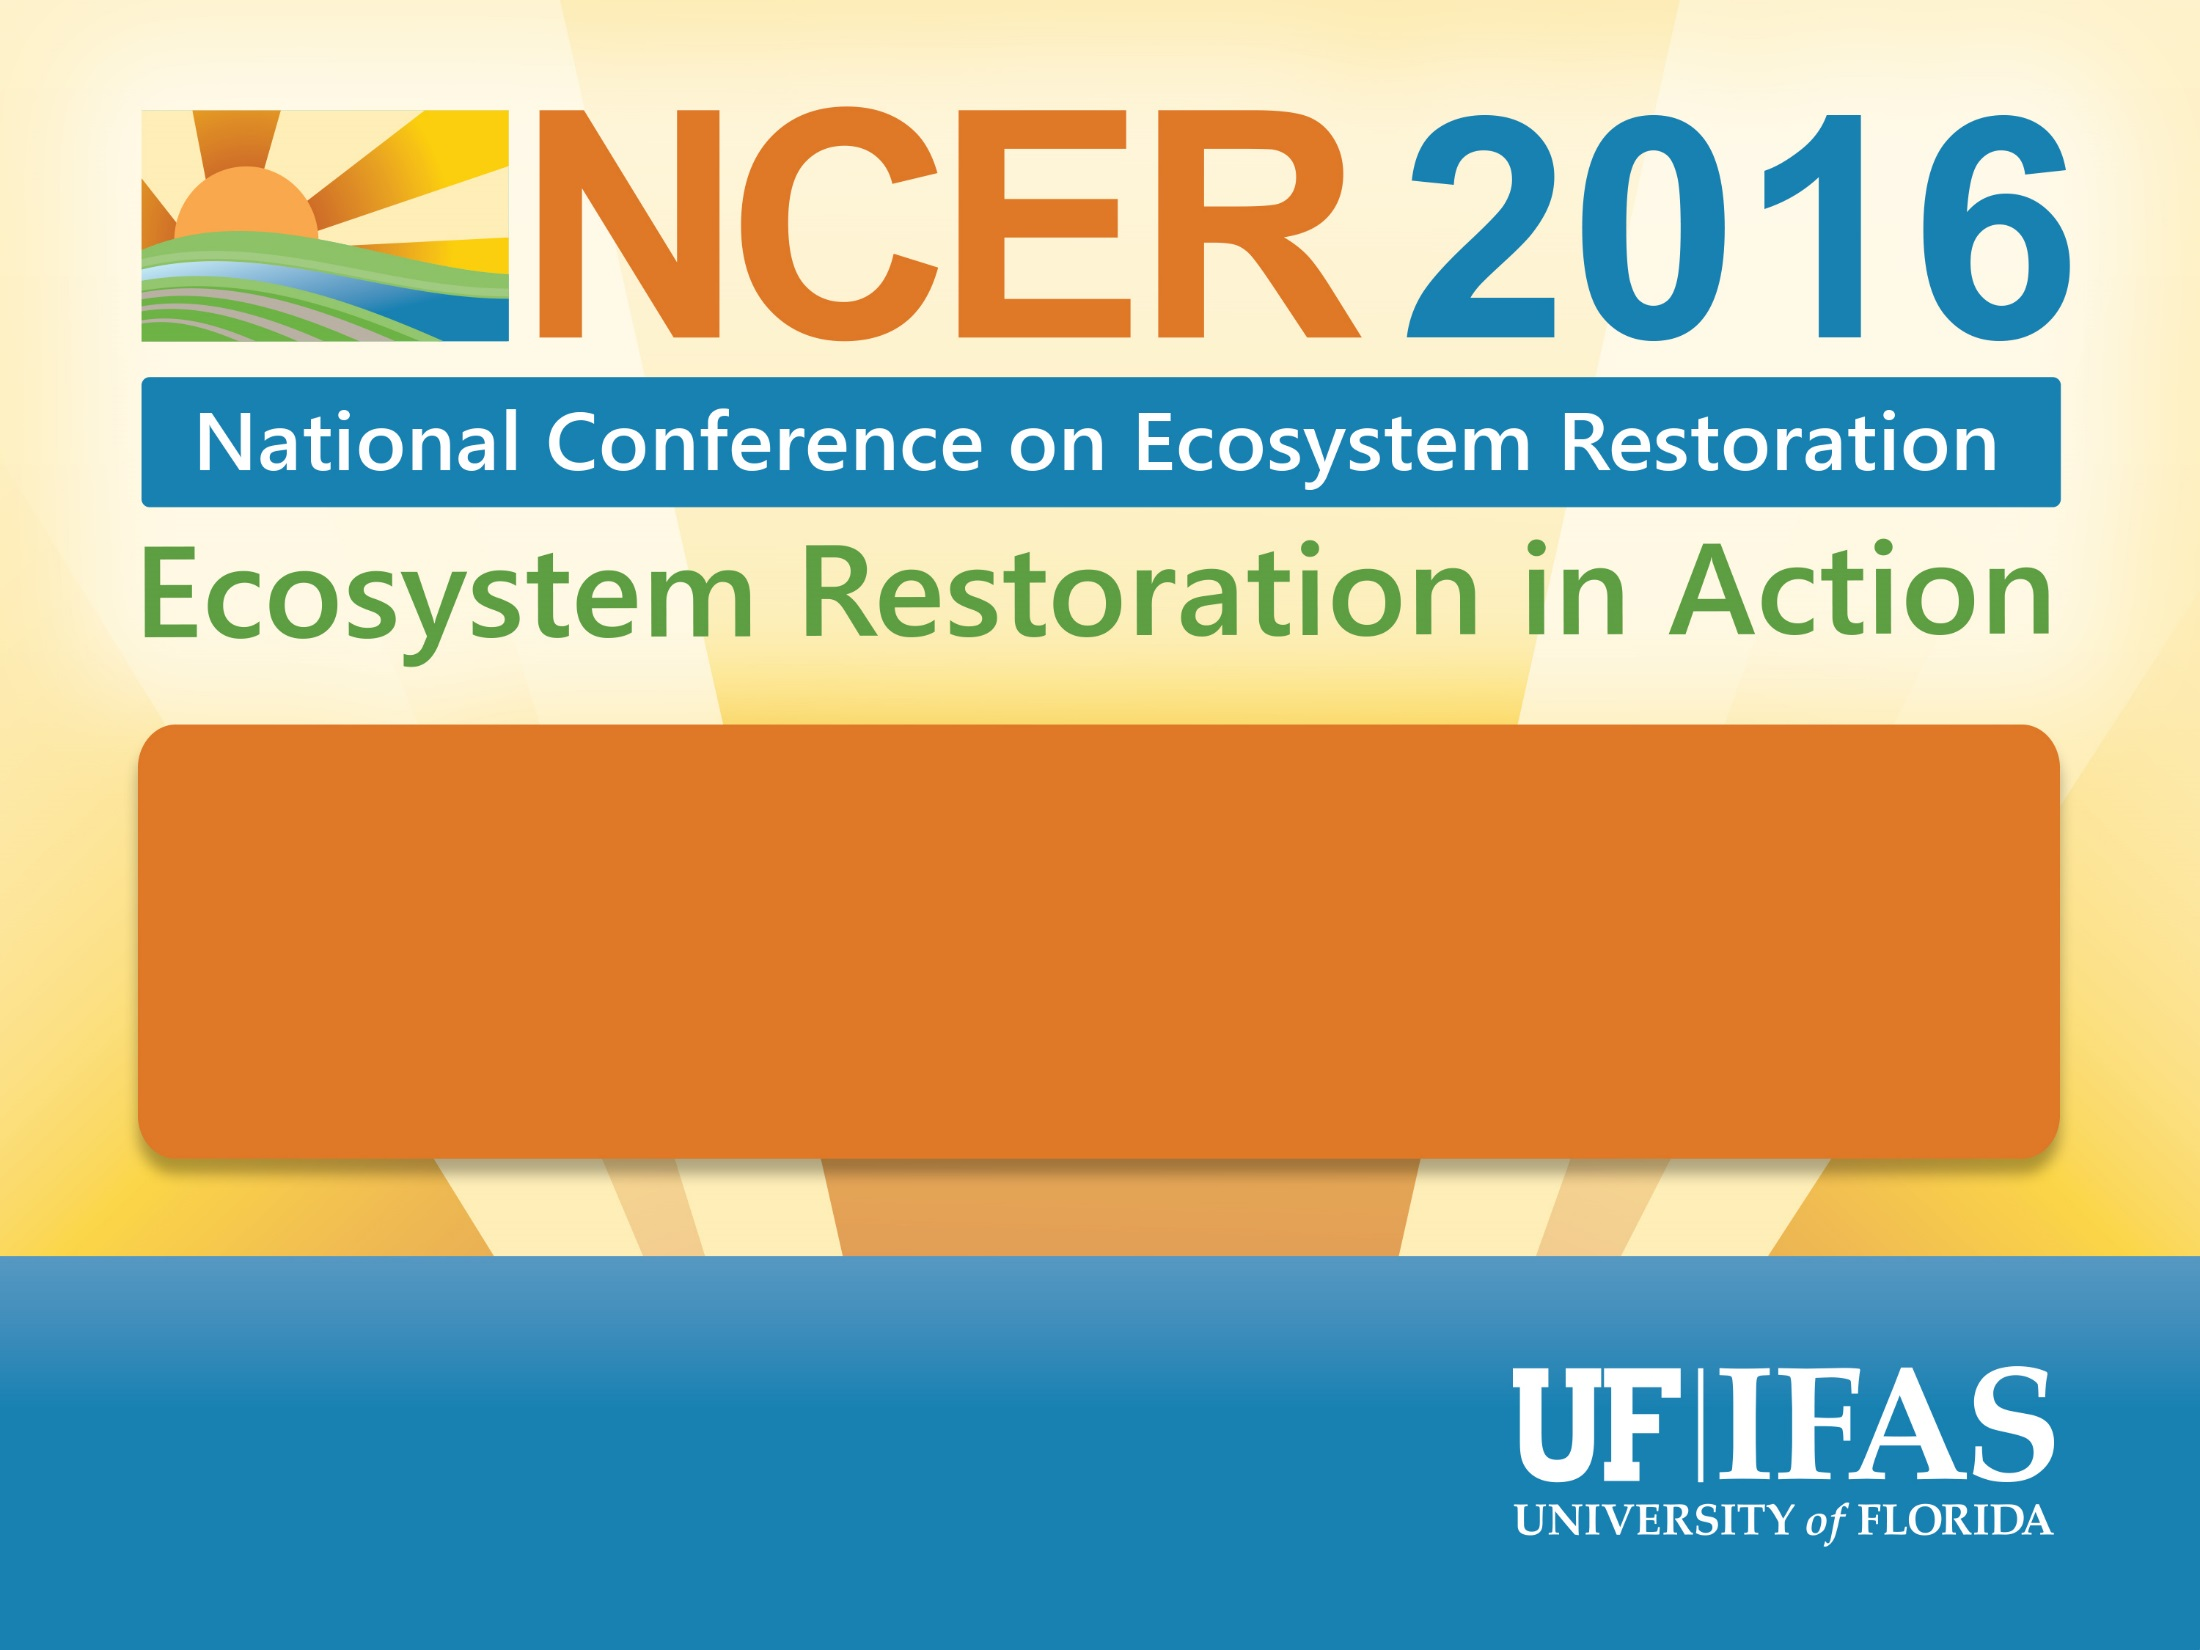 NCER 2016
National Conference on Ecosystem Restoration
Ecosystem Restoration in Action
UF IFAS
UNIVERSITY of FLORIDA